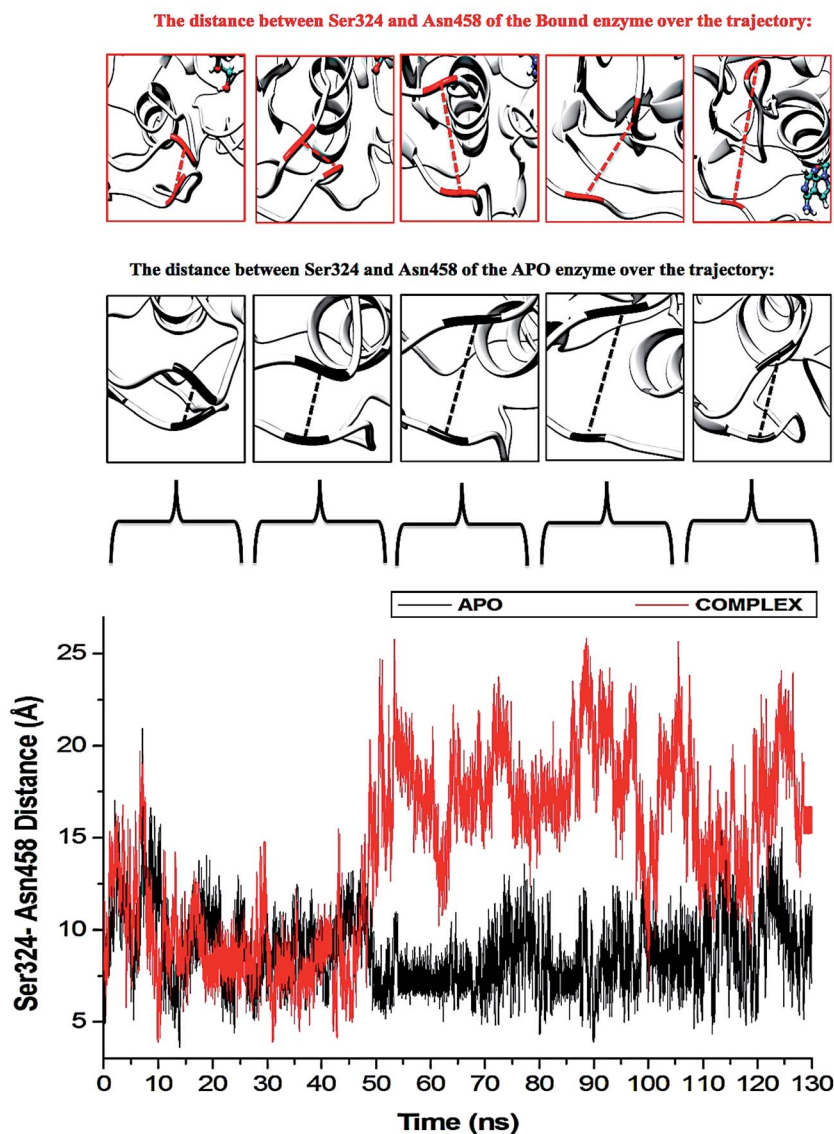 The distance between Ser324 and Asn458 of the Bound enzyme over the trajectory:
The distance between Ser324 and Asn458 of the APO enzyme over the trajectory:
APO COMPLEX
Ser324- Asn458 Distance (Å)
25
20
15
10
5
0 10 20 30 40 50 60 70 80 90 100 110 120 130
Time (ns)